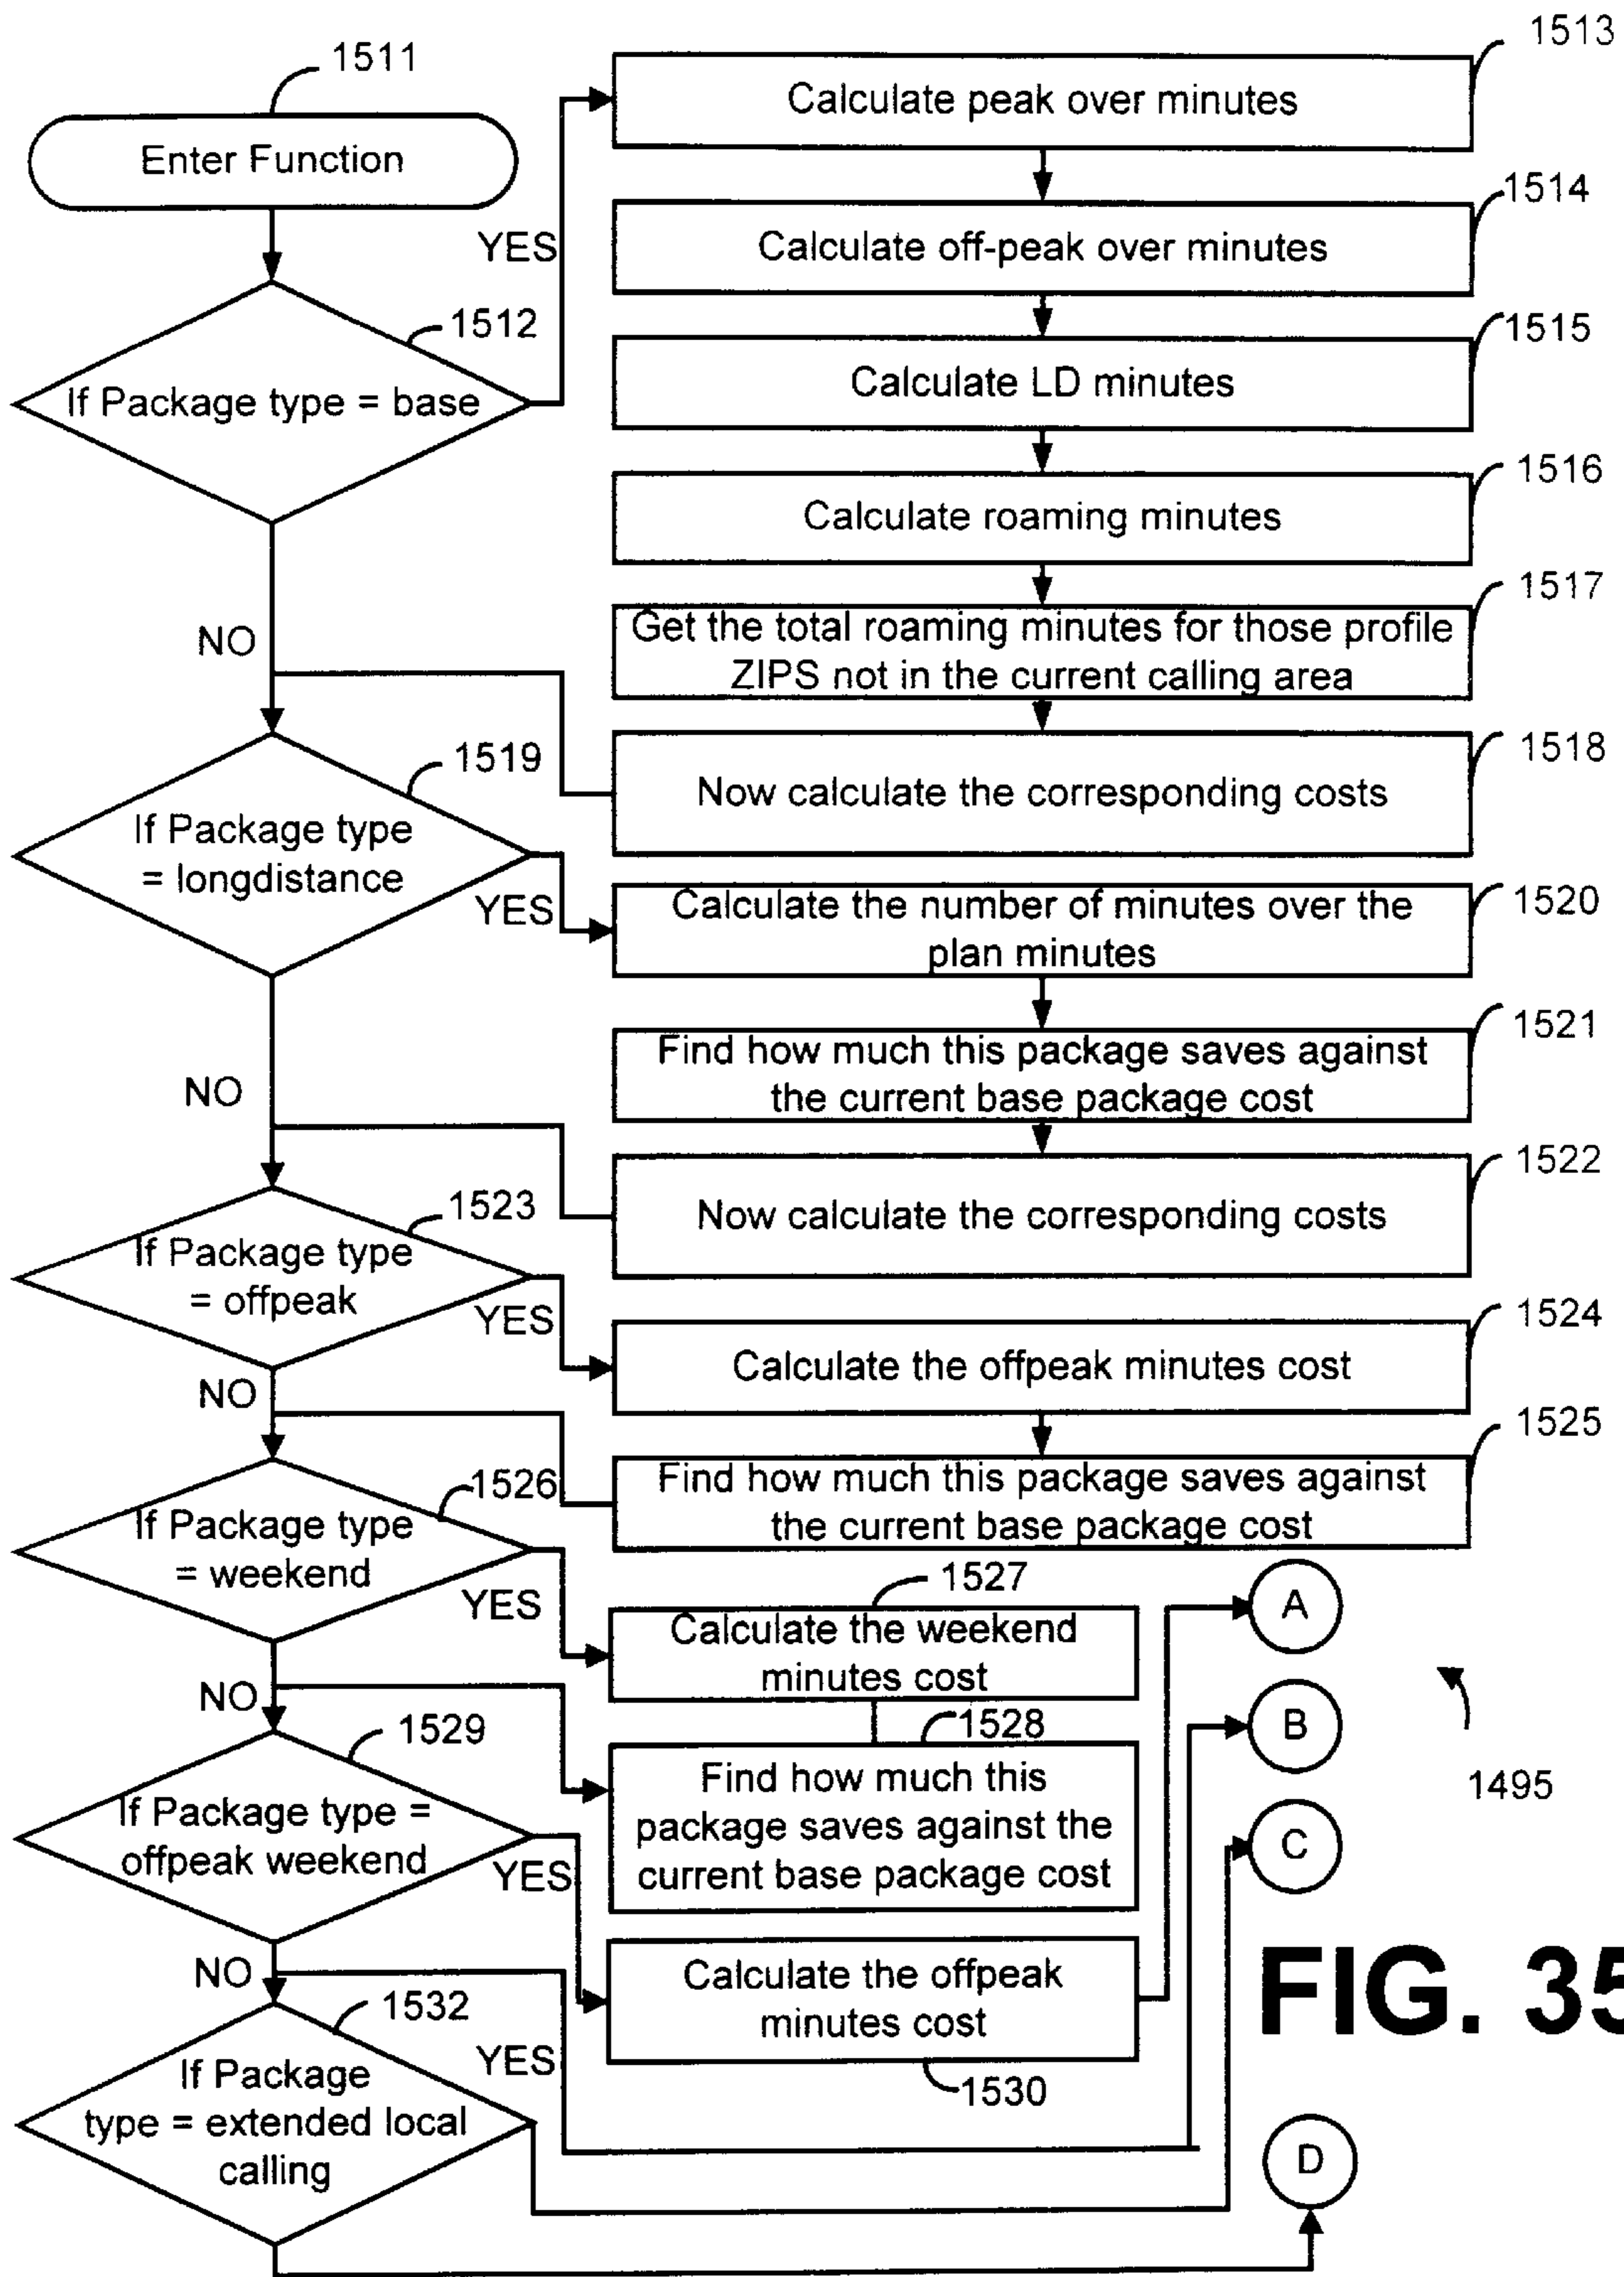 1511
Enter Function
1513
Calculate peak over minutes
YES
1514
Calculate off-peak over minutes
1512
If Package type = base
1515
Calculate LD minutes
1516
Calculate roaming minutes
1517
Get the total roaming minutes for those profile
ZIPS not in the current calling area
NO
1518
Now calculate the corresponding costs
1519
If Package type
= longdistance
YES
1520
Calculate the number of minutes over the
plan minutes
1521
Find how much this package saves against
the current base package cost
NO
1522
Now calculate the corresponding costs
1523
If Package type
= offpeak
YES
1524
Calculate the offpeak minutes cost
NO
1525
Find how much this package saves against
the current base package cost
1526
If Package type
= weekend
YES
1527
Calculate the weekend
minutes cost
A
NO
1528
Find how much this
package saves against the
current base package cost
B
1495
1529
If Package type =
offpeak weekend
YES
C
Calculate the offpeak
minutes cost
1530
FIG. 35
NO
1532
If Package
type = extended local
calling
YES
D